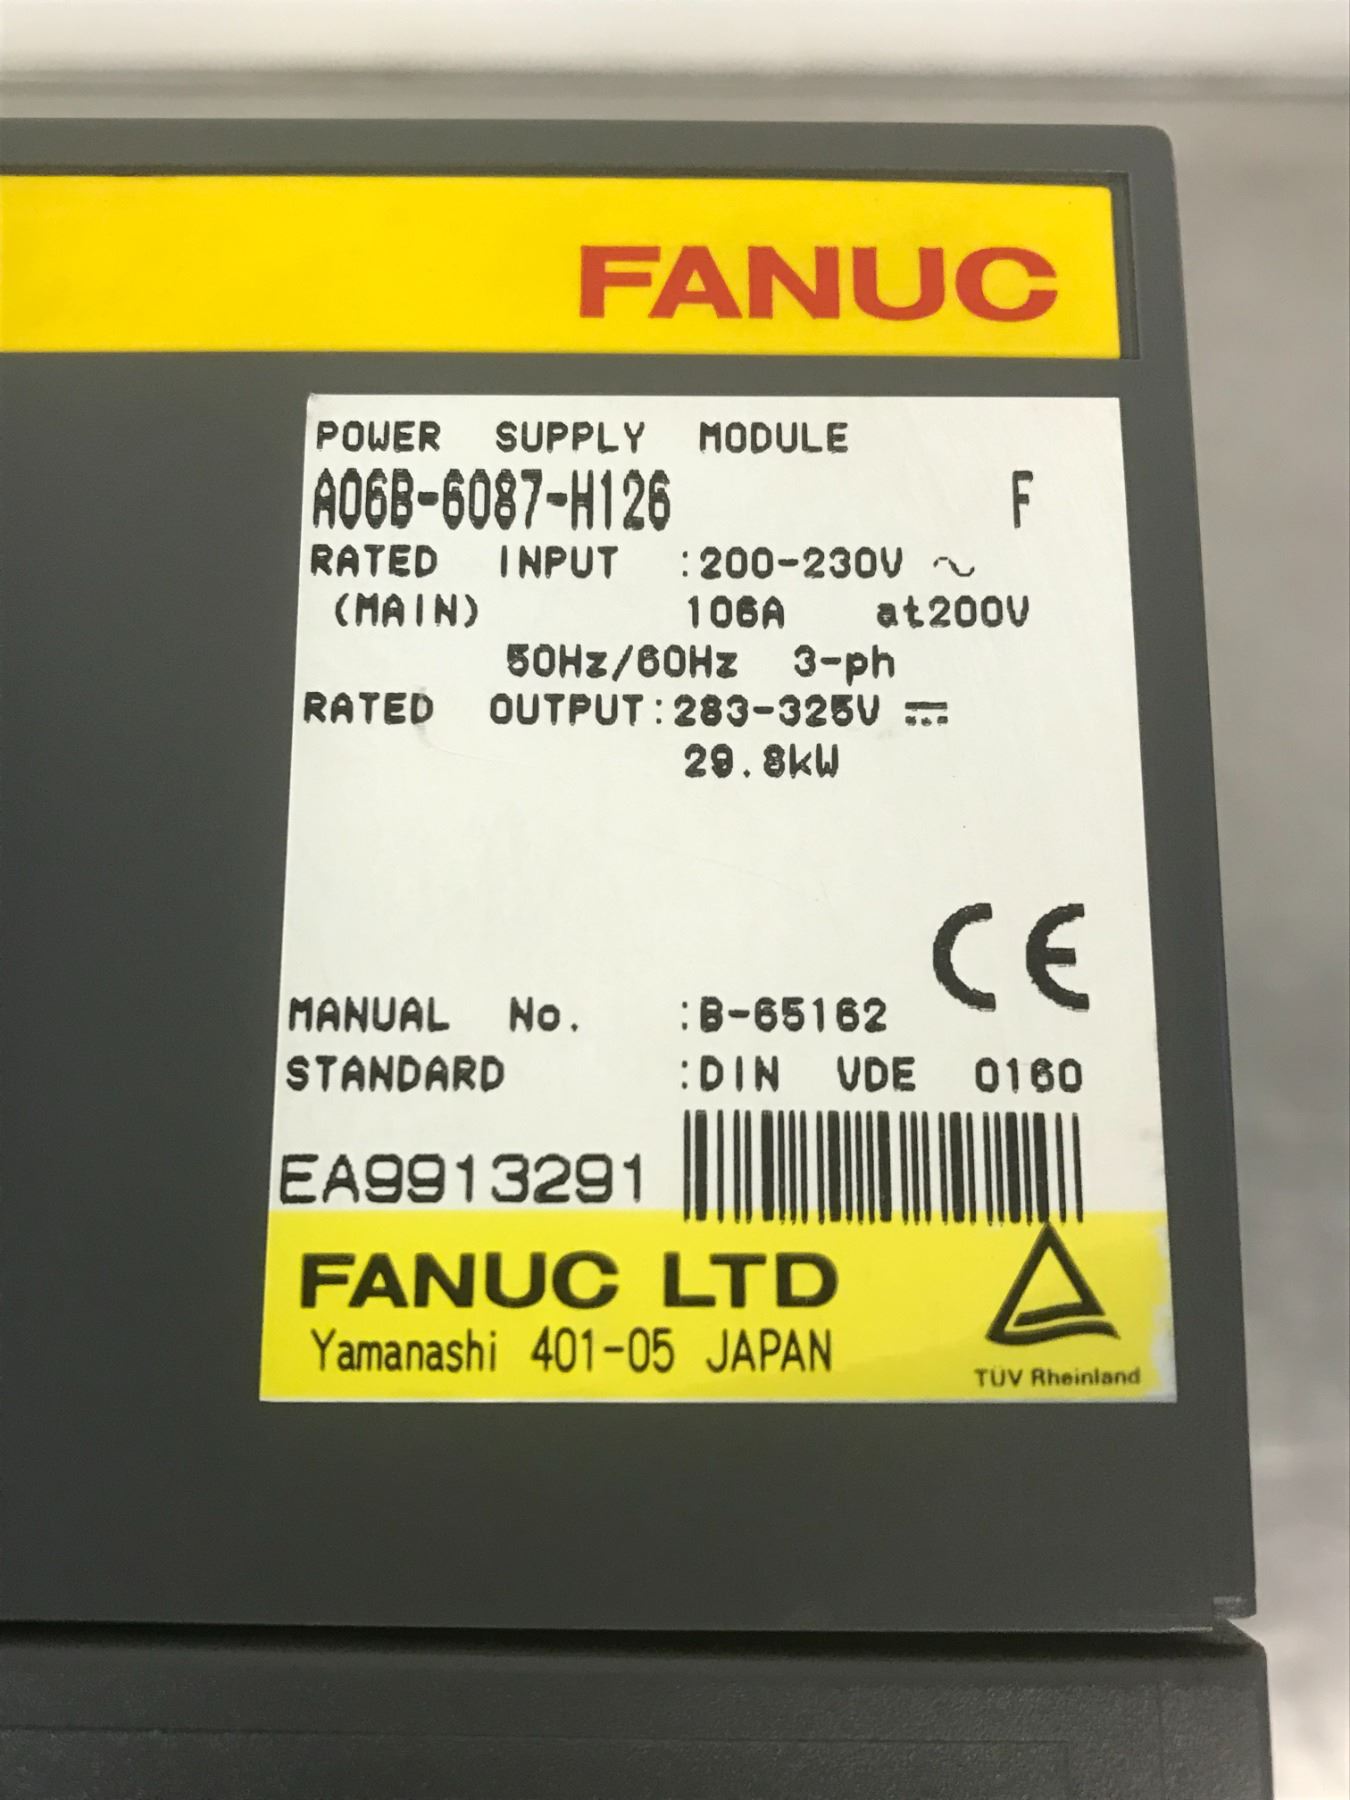 FANUC
POWER SUPPLY MODULE
A06B-6087-H126 F
RATED INPUT :200-230V ~
(MAIN) 106A at200V
50Hz/60Hz 3-ph
RATED OUTPUT:283-325V ⎓
29.8kW
CE
MANUAL No. :B-65162
STANDARD :DIN VDE 0160
EA9913291
FANUC LTD
Yamanashi 401-05 JAPAN
TÜV Rheinland